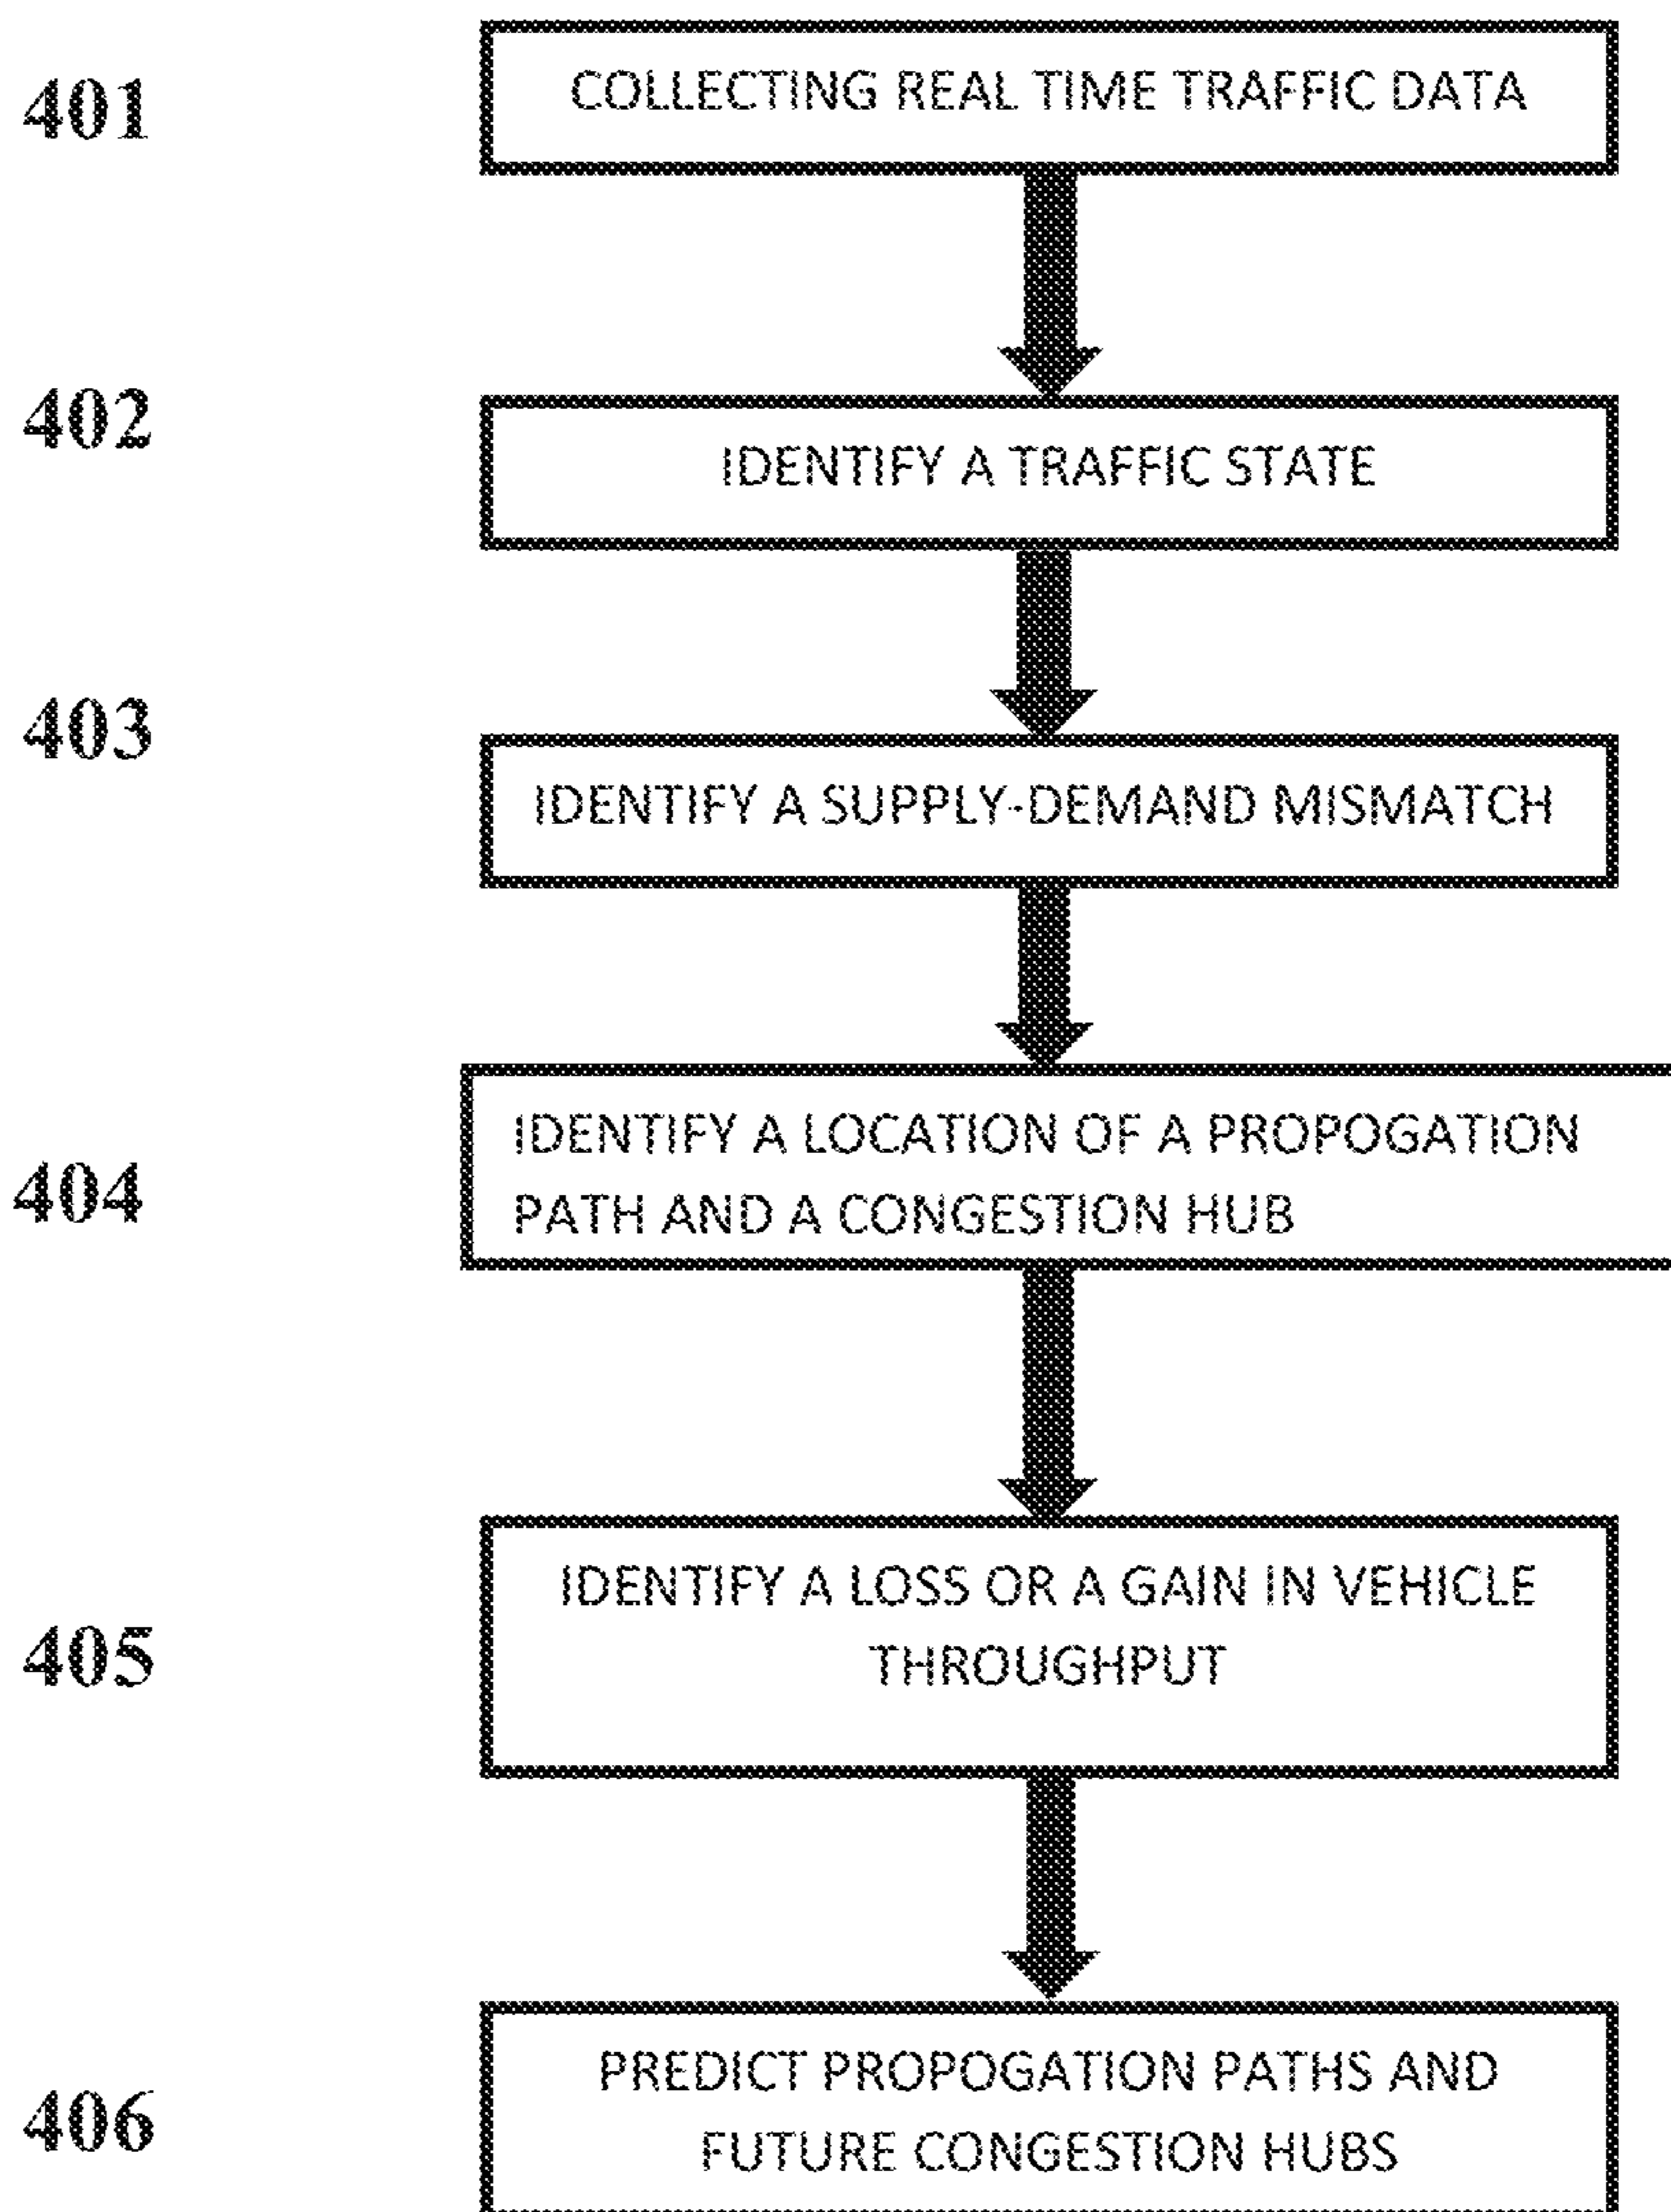 401
COLLECTING REAL TIME TRAFFIC DATA
402
IDENTIFY A TRAFFIC STATE
403
IDENTIFY A SUPPLY-DEMAND MISMATCH
404
IDENTIFY A LOCATION OF A PROPOGATION
PATH AND A CONGESTION HUB
405
IDENTIFY A LOSS OR A GAIN IN VEHICLE
THROUGHPUT
406
PREDICT PROPOGATION PATHS AND
FUTURE CONGESTION HUBS